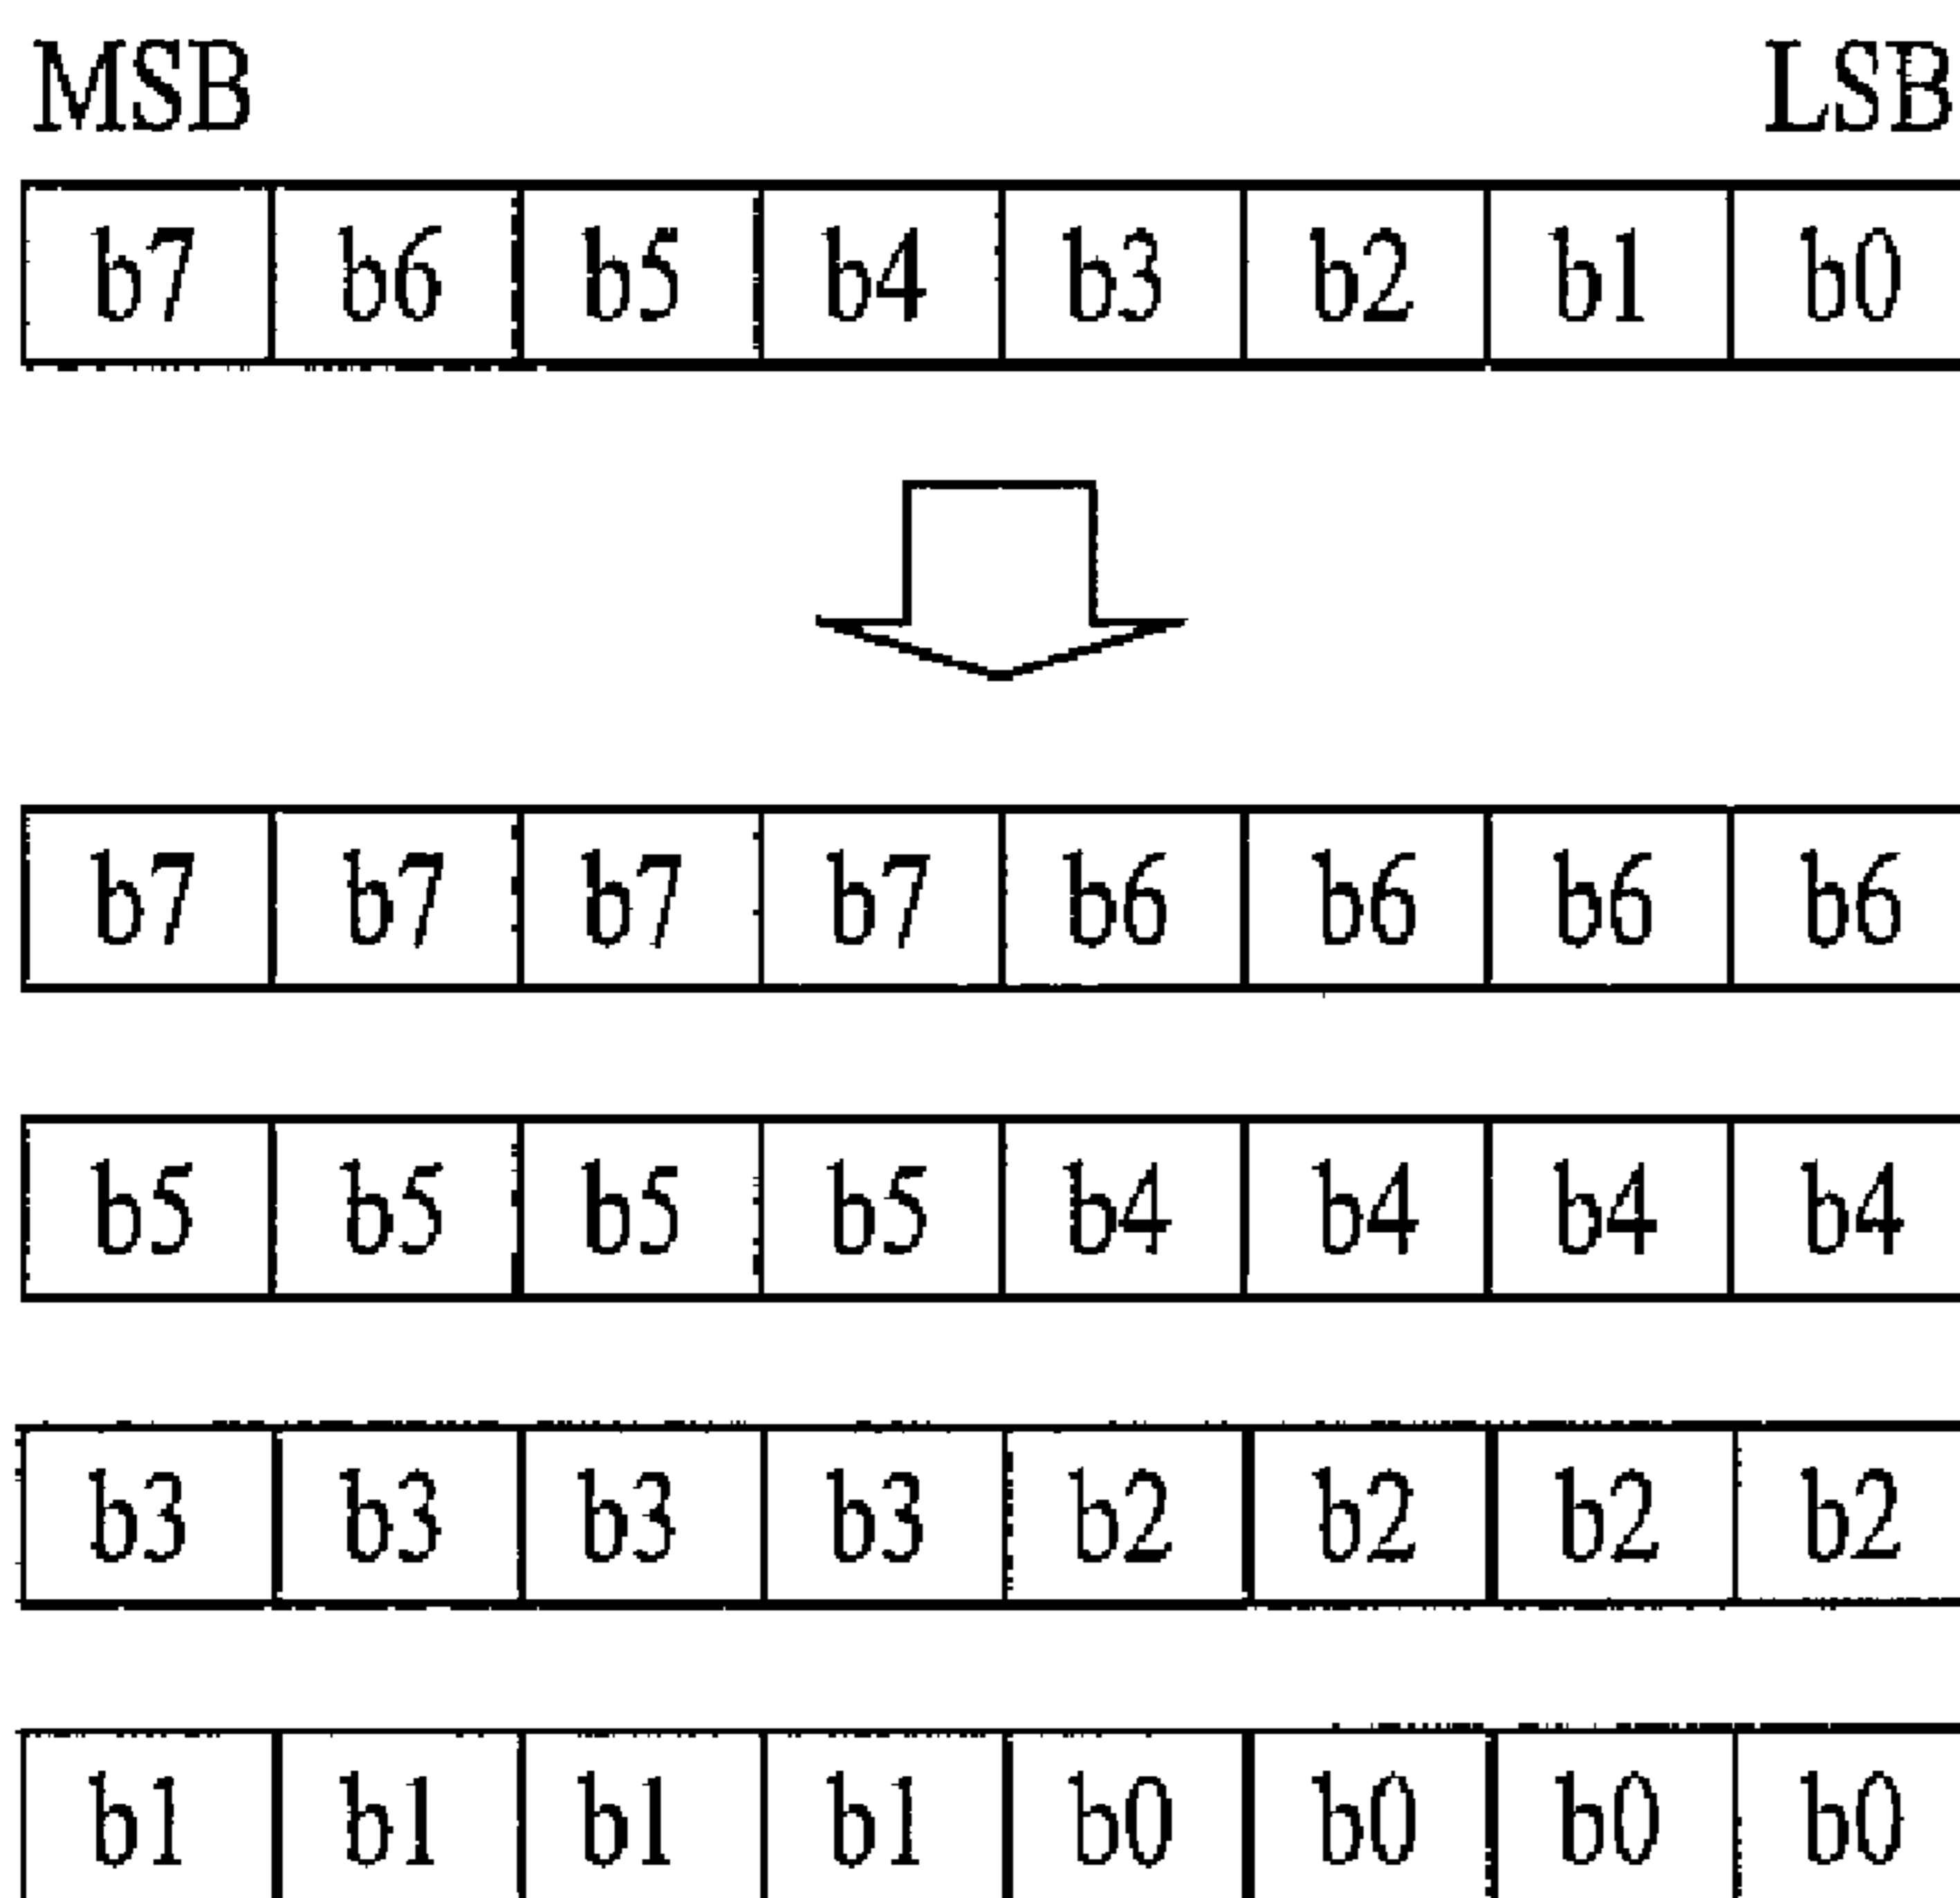 MSB LSB
b7 b6 b5 b4 b3 b2 b1 b0
b7 b7 b7 b7 b6 b6 b6 b6
b5 b5 b5 b5 b4 b4 b4 b4
b3 b3 b3 b3 b2 b2 b2 b2
b1 b1 b1 b1 b0 b0 b0 b0